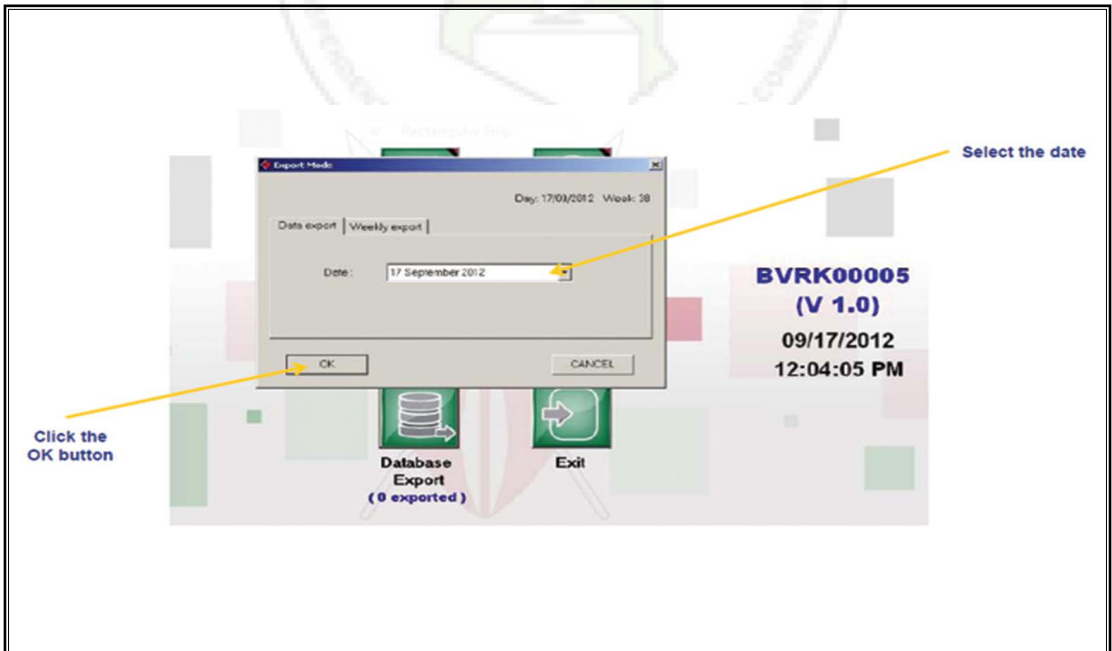 Rectangular Snip
Export Mode
Select the date
Day: 17/09/2012 Week: 38
Data export Weekly export
Date: 17 September 2012
BVRK00005
(V 1.0)
09/17/2012
12:04:05 PM
OK CANCEL
Click the
OK button
Database
Export
( 0 exported )
Exit